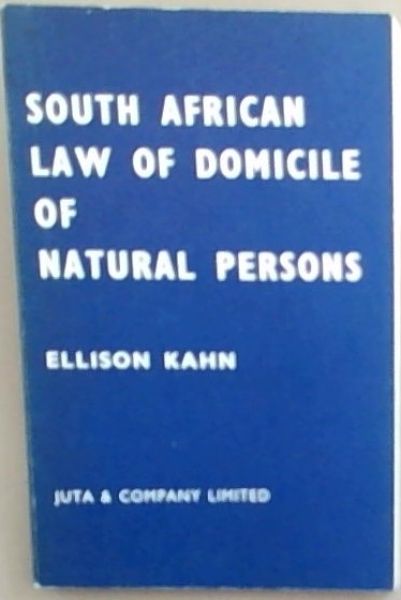 SOUTH AFRICAN
LAW OF DOMICILE
OF
NATURAL PERSONS
ELLISON KAHN
JUTA & COMPANY LIMITED